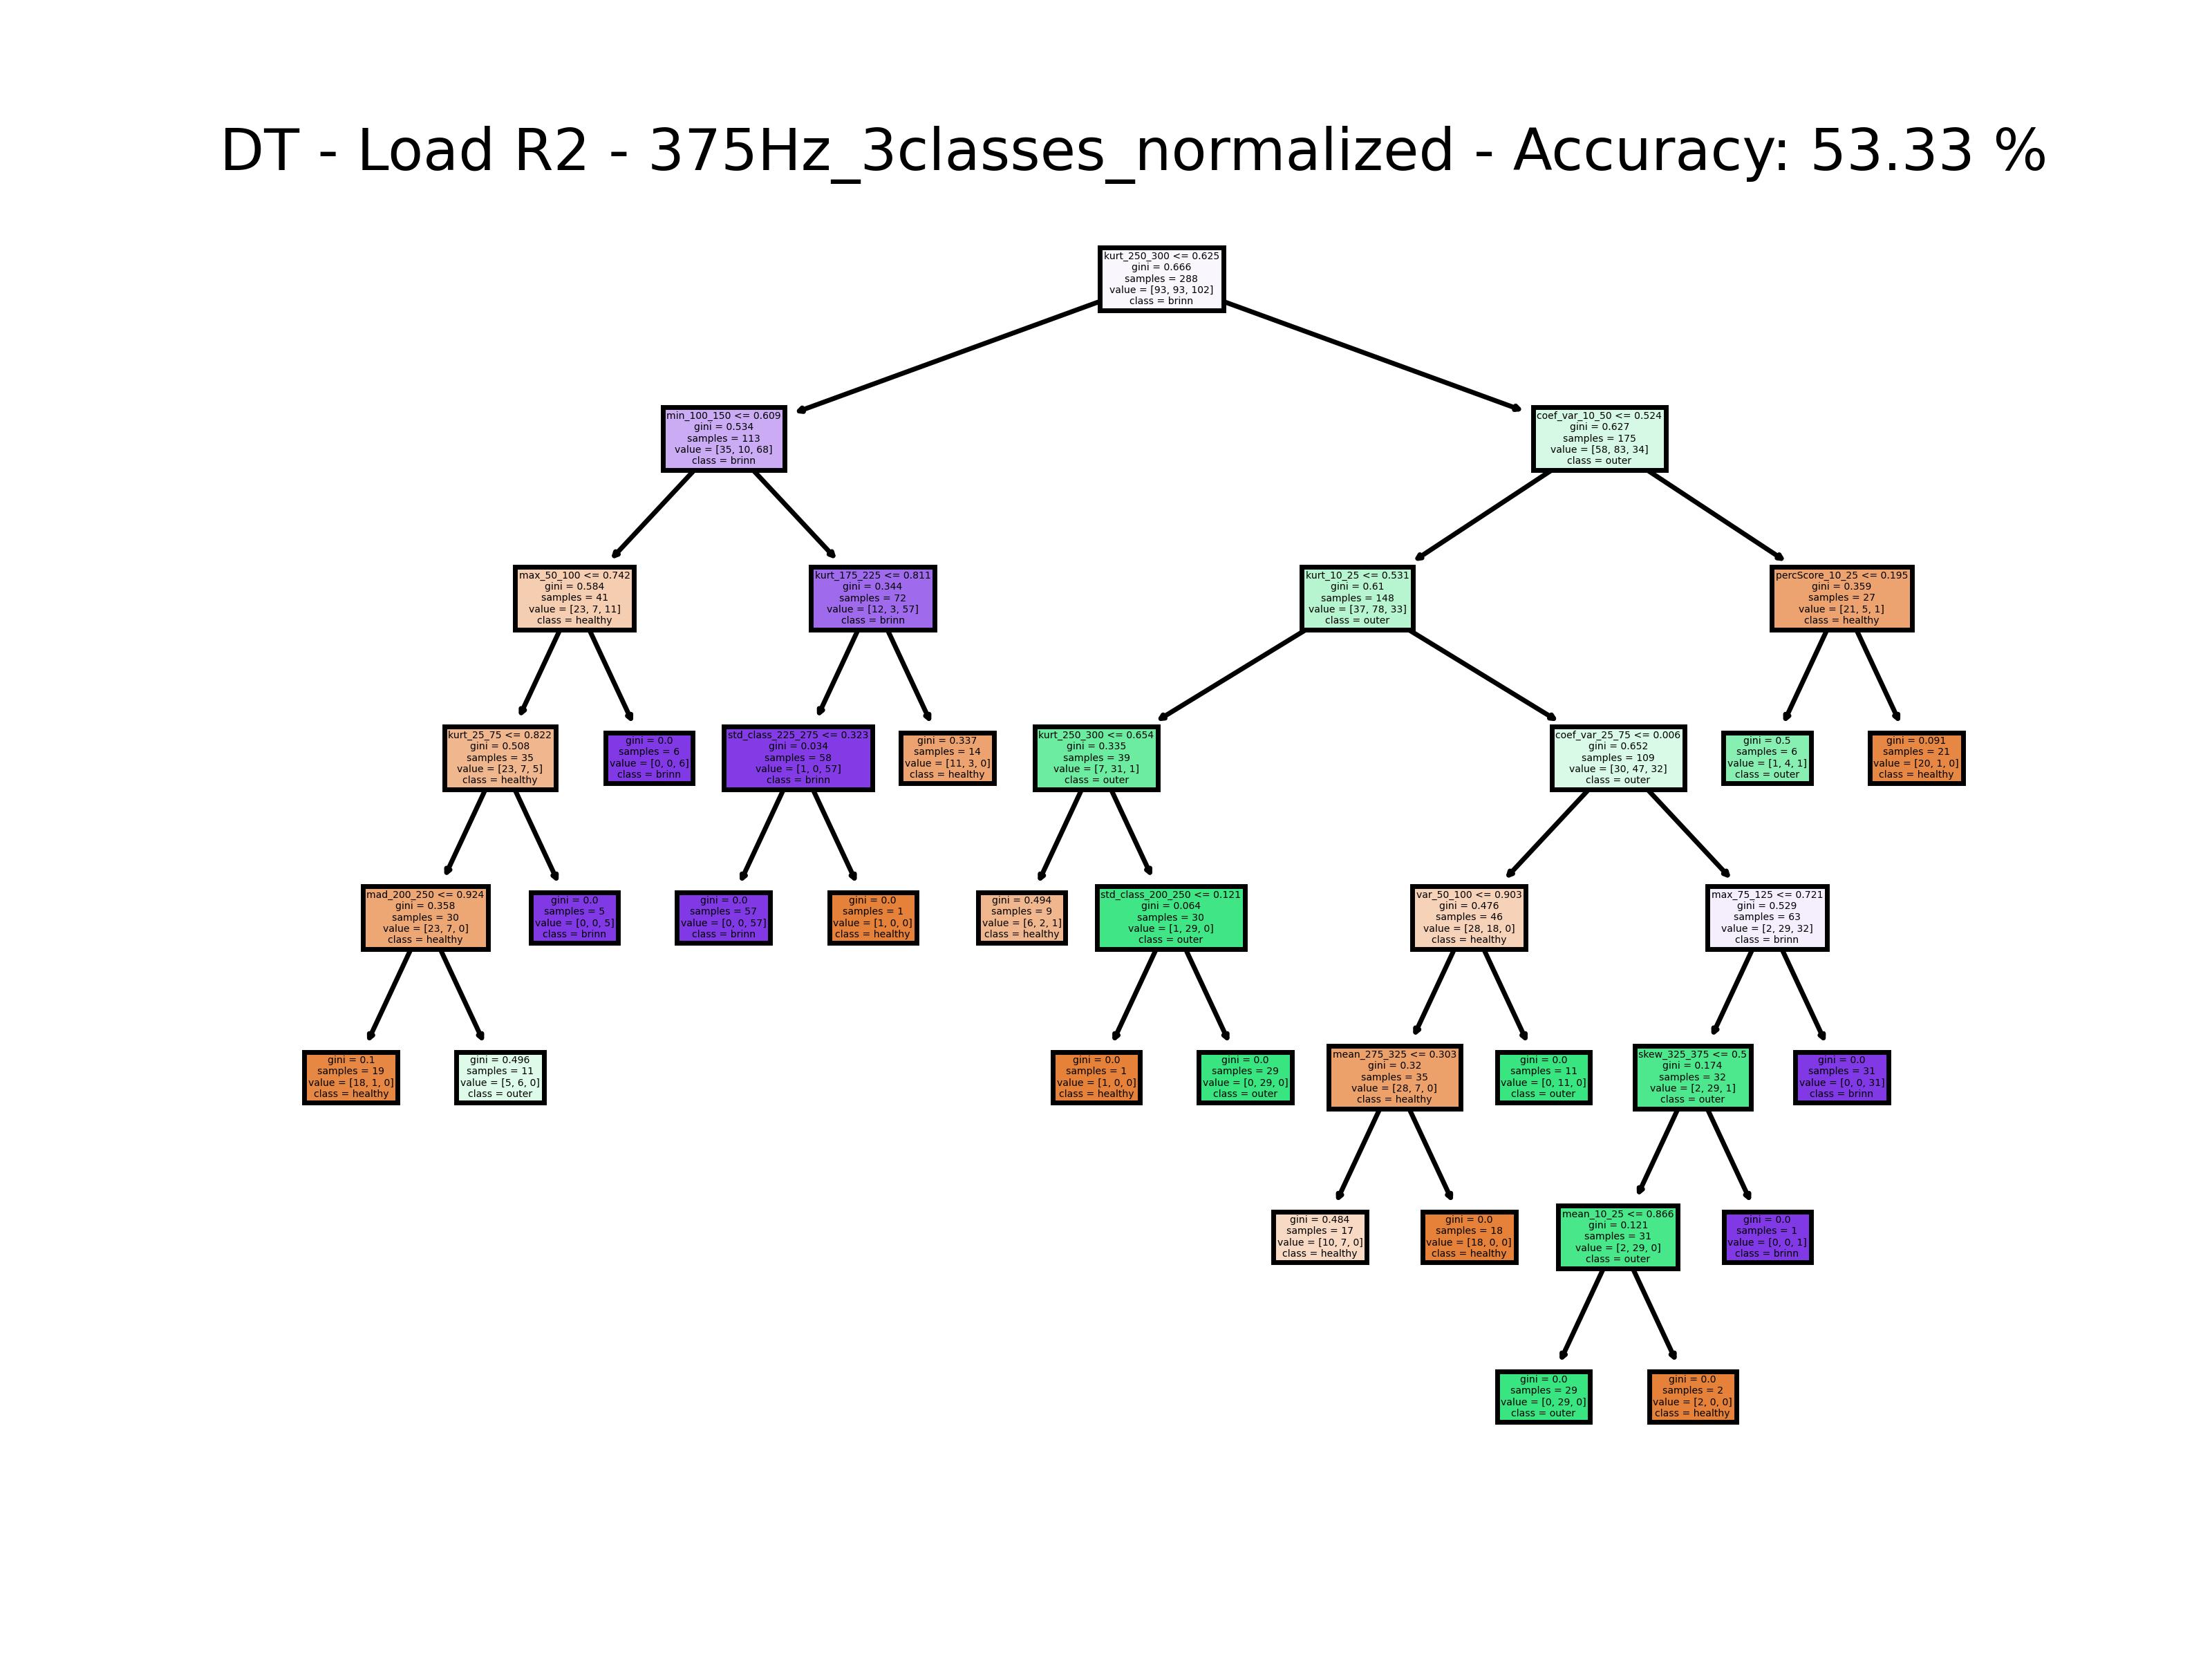 DT - Load R2 - 375Hz_3classes_normalized - Accuracy: 53.33 %
kurt_250_300 <= 0.625
gini = 0.666
samples = 288
value = [93, 93, 102]
class = brinn
min_100_150 <= 0.609
gini = 0.534
samples = 113
value = [35, 10, 68]
class = brinn
coef_var_10_50 <= 0.524
gini = 0.627
samples = 175
value = [58, 83, 34]
class = outer
max_50_100 <= 0.742
gini = 0.584
samples = 41
value = [23, 7, 11]
class = healthy
kurt_175_225 <= 0.811
gini = 0.344
samples = 72
value = [12, 3, 57]
class = brinn
kurt_10_25 <= 0.531
gini = 0.61
samples = 148
value = [37, 78, 33]
class = outer
percScore_10_25 <= 0.195
gini = 0.359
samples = 27
value = [21, 5, 1]
class = healthy
kurt_25_75 <= 0.822
gini = 0.508
samples = 35
value = [23, 7, 5]
class = healthy
gini = 0.0
samples = 6
value = [0, 0, 6]
class = brinn
std_class_225_275 <= 0.323
gini = 0.034
samples = 58
value = [1, 0, 57]
class = brinn
gini = 0.337
samples = 14
value = [11, 3, 0]
class = healthy
kurt_250_300 <= 0.654
gini = 0.335
samples = 39
value = [7, 31, 1]
class = outer
coef_var_25_75 <= 0.006
gini = 0.652
samples = 109
value = [30, 47, 32]
class = outer
gini = 0.5
samples = 6
value = [1, 4, 1]
class = outer
gini = 0.091
samples = 21
value = [20, 1, 0]
class = healthy
mad_200_250 <= 0.924
gini = 0.358
samples = 30
value = [23, 7, 0]
class = healthy
gini = 0.0
samples = 5
value = [0, 0, 5]
class = brinn
gini = 0.0
samples = 57
value = [0, 0, 57]
class = brinn
gini = 0.0
samples = 1
value = [1, 0, 0]
class = healthy
gini = 0.494
samples = 9
value = [6, 2, 1]
class = healthy
std_class_200_250 <= 0.121
gini = 0.064
samples = 30
value = [1, 29, 0]
class = outer
var_50_100 <= 0.903
gini = 0.476
samples = 46
value = [28, 18, 0]
class = healthy
max_75_125 <= 0.721
gini = 0.529
samples = 63
value = [2, 29, 32]
class = brinn
gini = 0.1
samples = 19
value = [18, 1, 0]
class = healthy
gini = 0.496
samples = 11
value = [5, 6, 0]
class = outer
gini = 0.0
samples = 1
value = [1, 0, 0]
class = healthy
gini = 0.0
samples = 29
value = [0, 29, 0]
class = outer
mean_275_325 <= 0.303
gini = 0.32
samples = 35
value = [28, 7, 0]
class = healthy
gini = 0.0
samples = 11
value = [0, 11, 0]
class = outer
skew_325_375 <= 0.5
gini = 0.174
samples = 32
value = [2, 29, 1]
class = outer
gini = 0.0
samples = 31
value = [0, 0, 31]
class = brinn
gini = 0.484
samples = 17
value = [10, 7, 0]
class = healthy
gini = 0.0
samples = 18
value = [18, 0, 0]
class = healthy
mean_10_25 <= 0.866
gini = 0.121
samples = 31
value = [2, 29, 0]
class = outer
gini = 0.0
samples = 1
value = [0, 0, 1]
class = brinn
gini = 0.0
samples = 29
value = [0, 29, 0]
class = outer
gini = 0.0
samples = 2
value = [2, 0, 0]
class = healthy